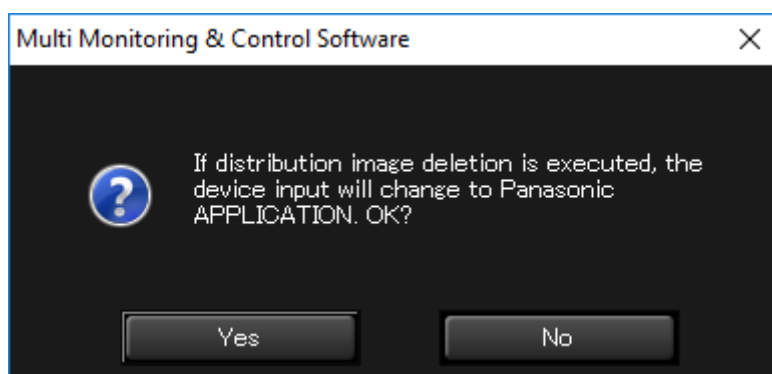 Multi Monitoring & Control Software
If distribution image deletion is executed, the
device input will change to Panasonic
APPLICATION. OK?
Yes
No